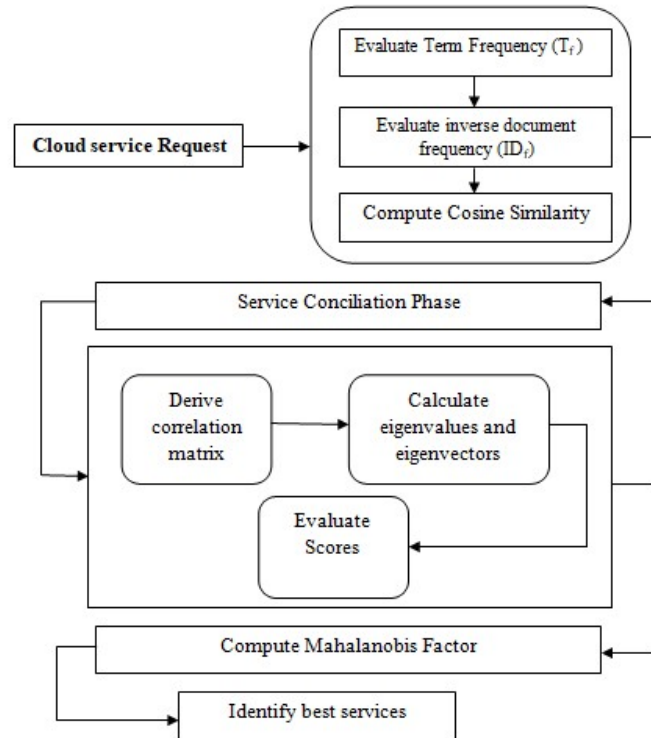 Evaluate Term Frequency (Tf)
Cloud service Request
Evaluate inverse document
frequency (IDf)
Compute Cosine Similarity
Service Conciliation Phase
Derive
correlation
matrix
Calculate
eigenvalues and
eigenvectors
Evaluate
Scores
Compute Mahalanobis Factor
Identify best services